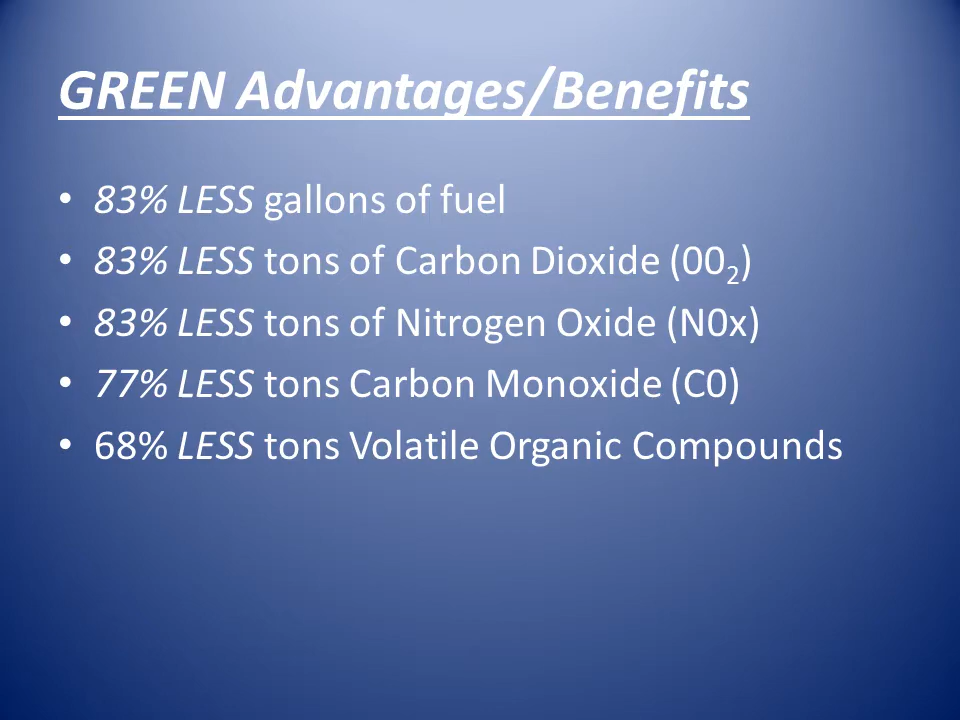 GREEN Advantages/Benefits
• 83% LESS gallons of fuel
• 83% LESS tons of Carbon Dioxide (00₂)
• 83% LESS tons of Nitrogen Oxide (N0x)
• 77% LESS tons Carbon Monoxide (C0)
• 68% LESS tons Volatile Organic Compounds